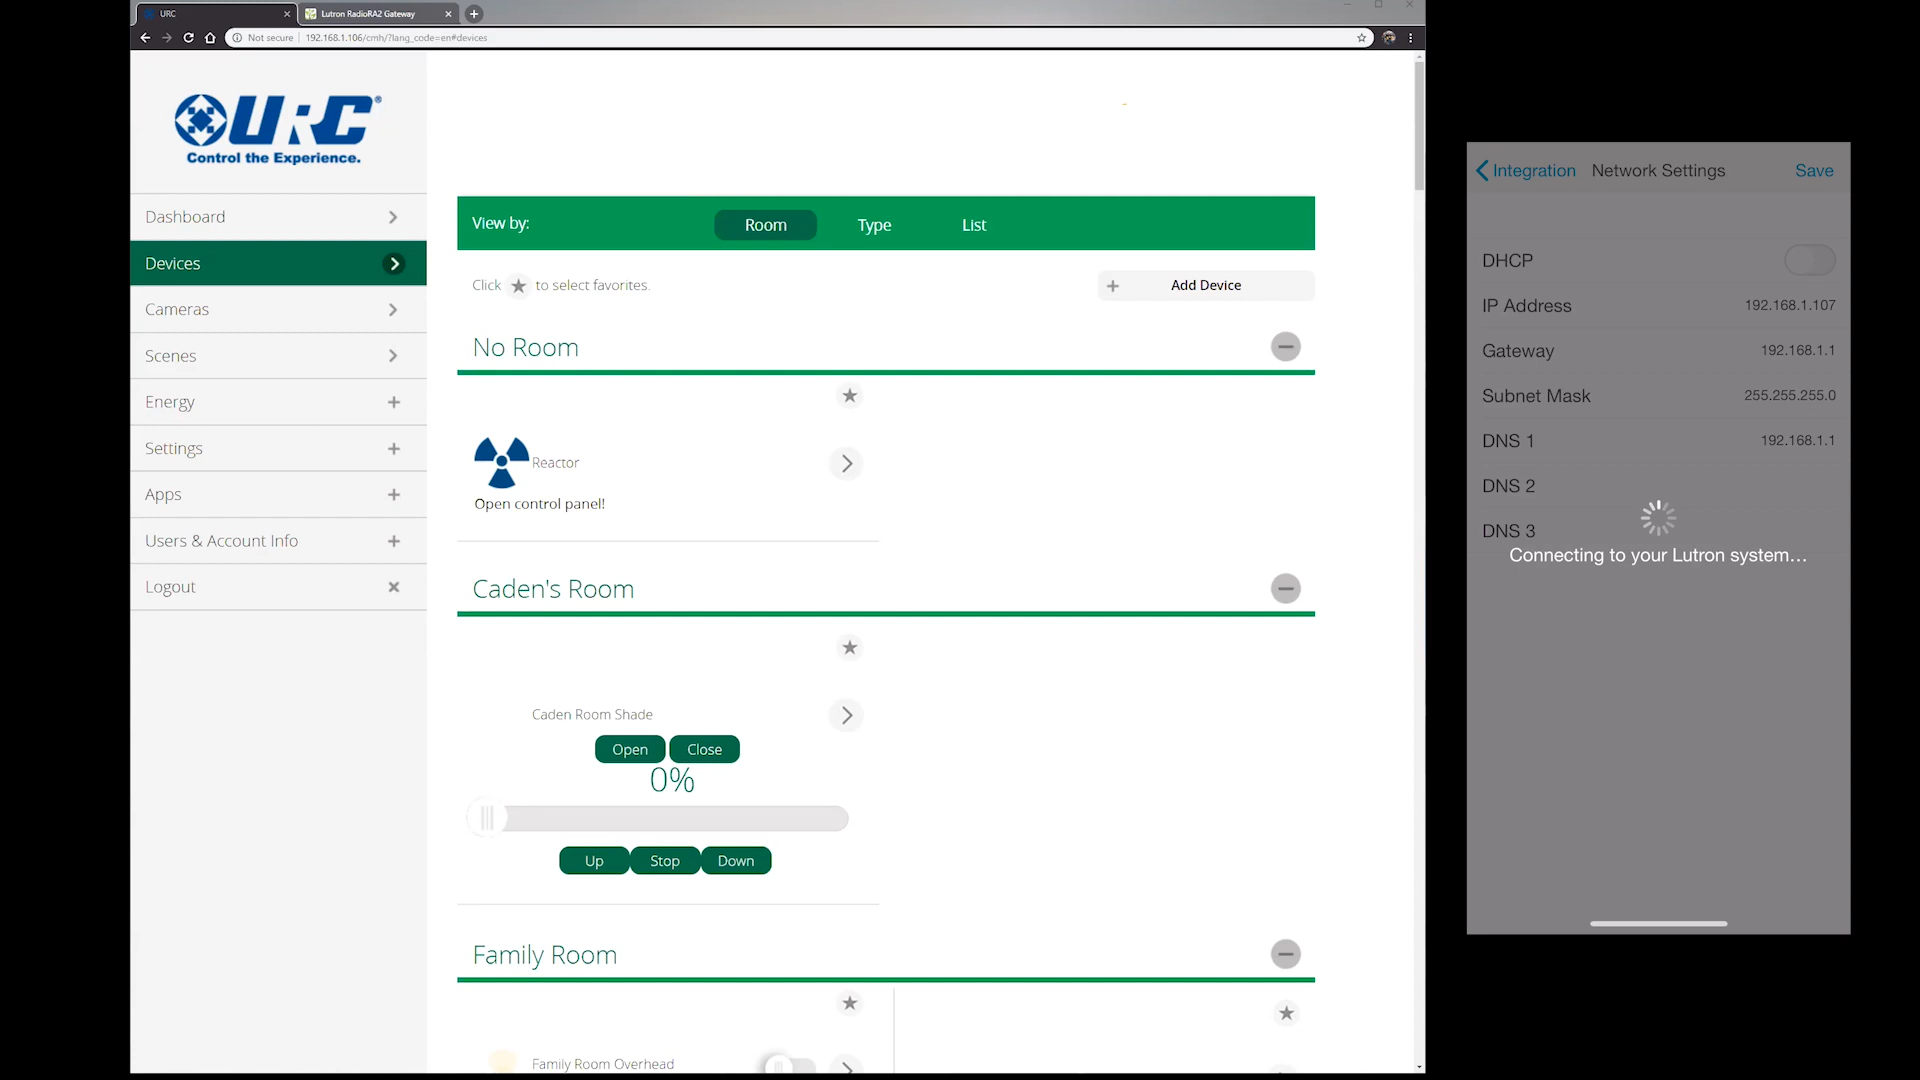 URC
Lutron RadioRA2 Gateway
Not secure
192.168.1.106/cmh/?lang_code=en#devices
URC®
Control the Experience.
Dashboard
Devices
Cameras
Scenes
Energy
Settings
Apps
Users & Account Info
Logout
View by:
Room
Type
List
Click
to select favorites.
Add Device
No Room
Reactor
Open control panel!
Caden's Room
Caden Room Shade
Open
Close
0%
Up
Stop
Down
Family Room
Family Room Overhead
Integration
Network Settings
Save
DHCP
IP Address
192.168.1.107
Gateway
192.168.1.1
Subnet Mask
255.255.255.0
DNS 1
192.168.1.1
DNS 2
DNS 3
Connecting to your Lutron system...